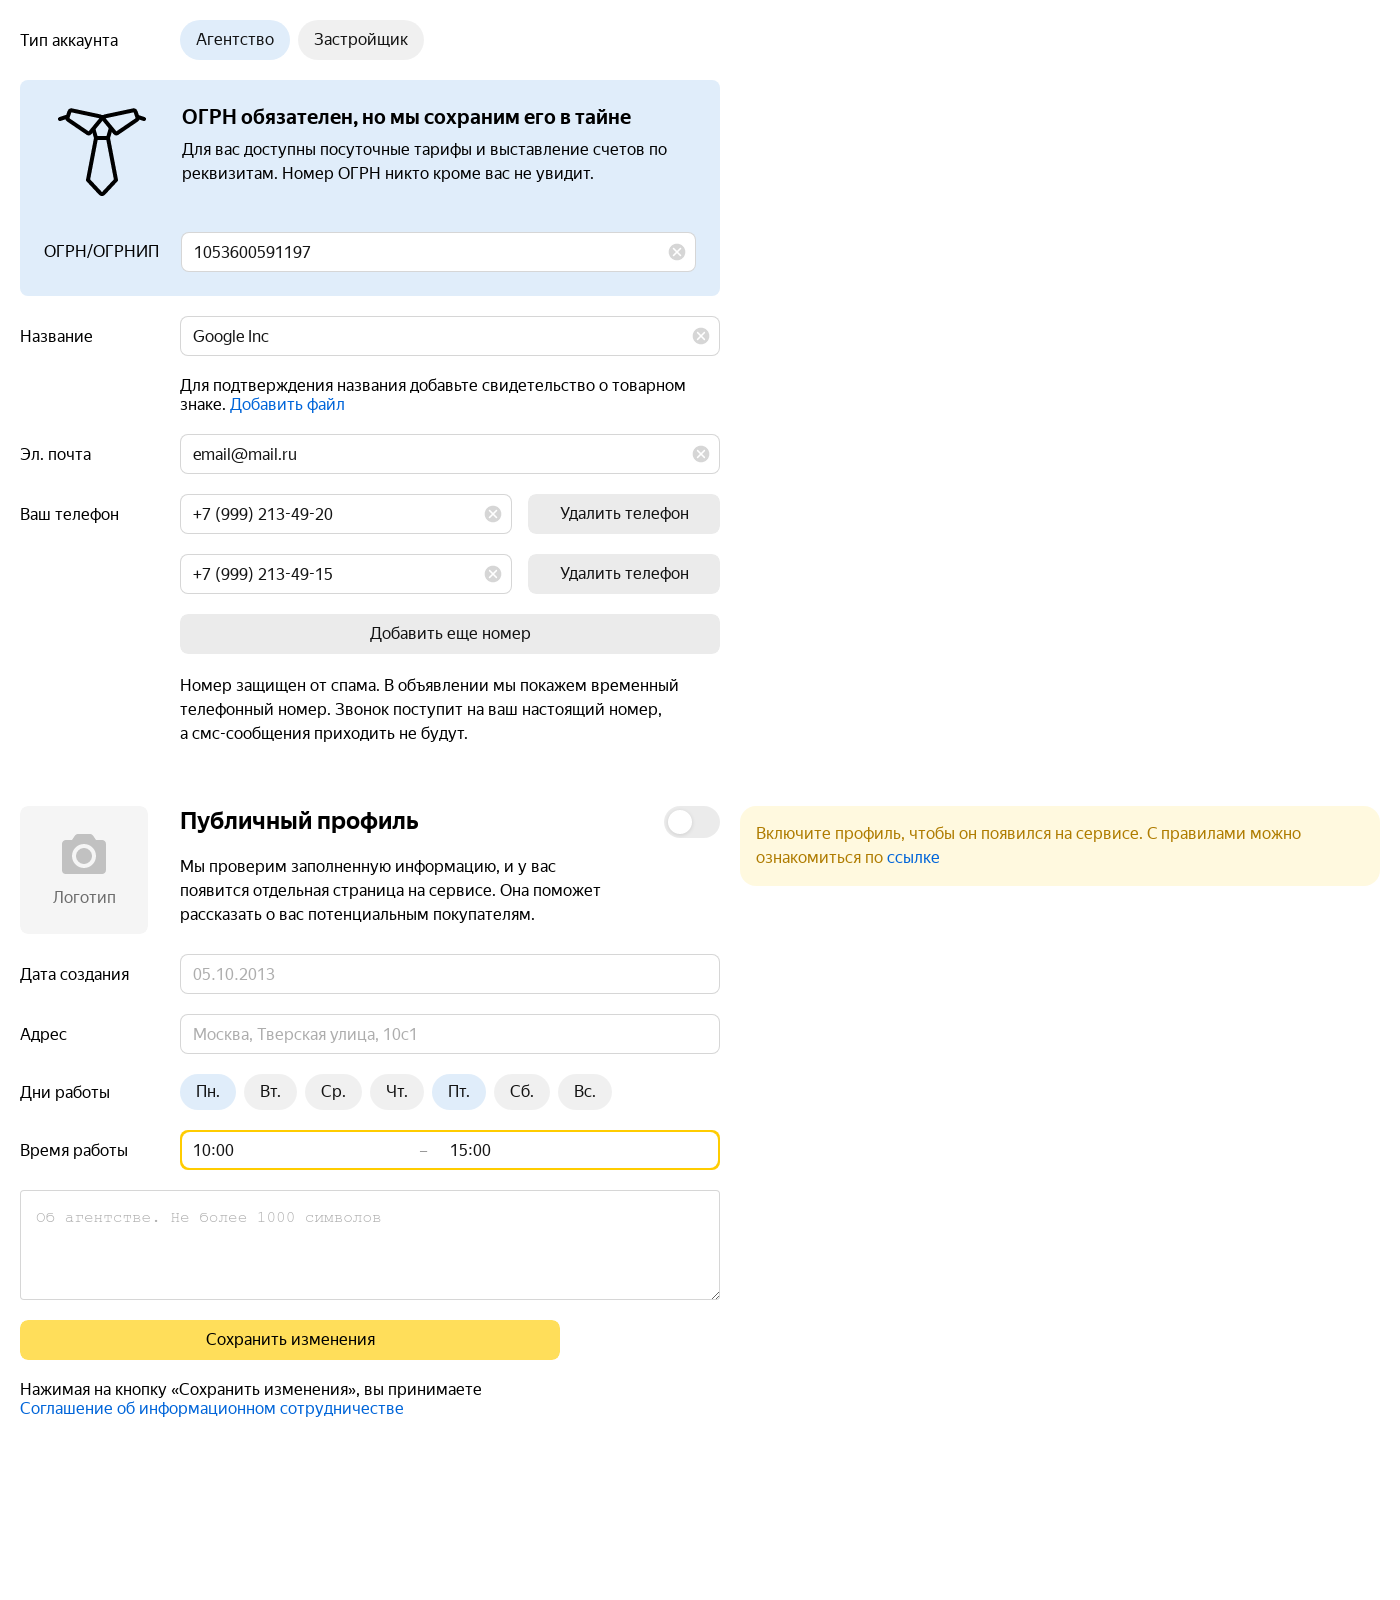 Тип аккаунта
Агентство
Застройщик
ОГРН обязателен, но мы сохраним его в тайне
Для вас доступны посуточные тарифы и выставление счетов по
реквизитам. Номер ОГРН никто кроме вас не увидит.
ОГРН/ОГРНИП
1053600591197
Название
Google Inc
Для подтверждения названия добавьте свидетельство о товарном
знаке. Добавить файл
Эл. почта
email@mail.ru
Ваш телефон
+7 (999) 213-49-20
Удалить телефон
+7 (999) 213-49-15
Удалить телефон
Добавить еще номер
Номер защищен от спама. В объявлении мы покажем временный
телефонный номер. Звонок поступит на ваш настоящий номер,
а смс-сообщения приходить не будут.
Логотип
Публичный профиль
Мы проверим заполненную информацию, и у вас
появится отдельная страница на сервисе. Она поможет
рассказать о вас потенциальным покупателям.
Включите профиль, чтобы он появился на сервисе. С правилами можно
ознакомиться по ссылке
Дата создания
05.10.2013
Адрес
Москва, Тверская улица, 10с1
Дни работы
Пн.
Вт.
Ср.
Чт.
Пт.
Сб.
Вс.
Время работы
10:00 – 15:00
Об агентстве. Не более 1000 символов
Сохранить изменения
Нажимая на кнопку «Сохранить изменения», вы принимаете
Соглашение об информационном сотрудничестве